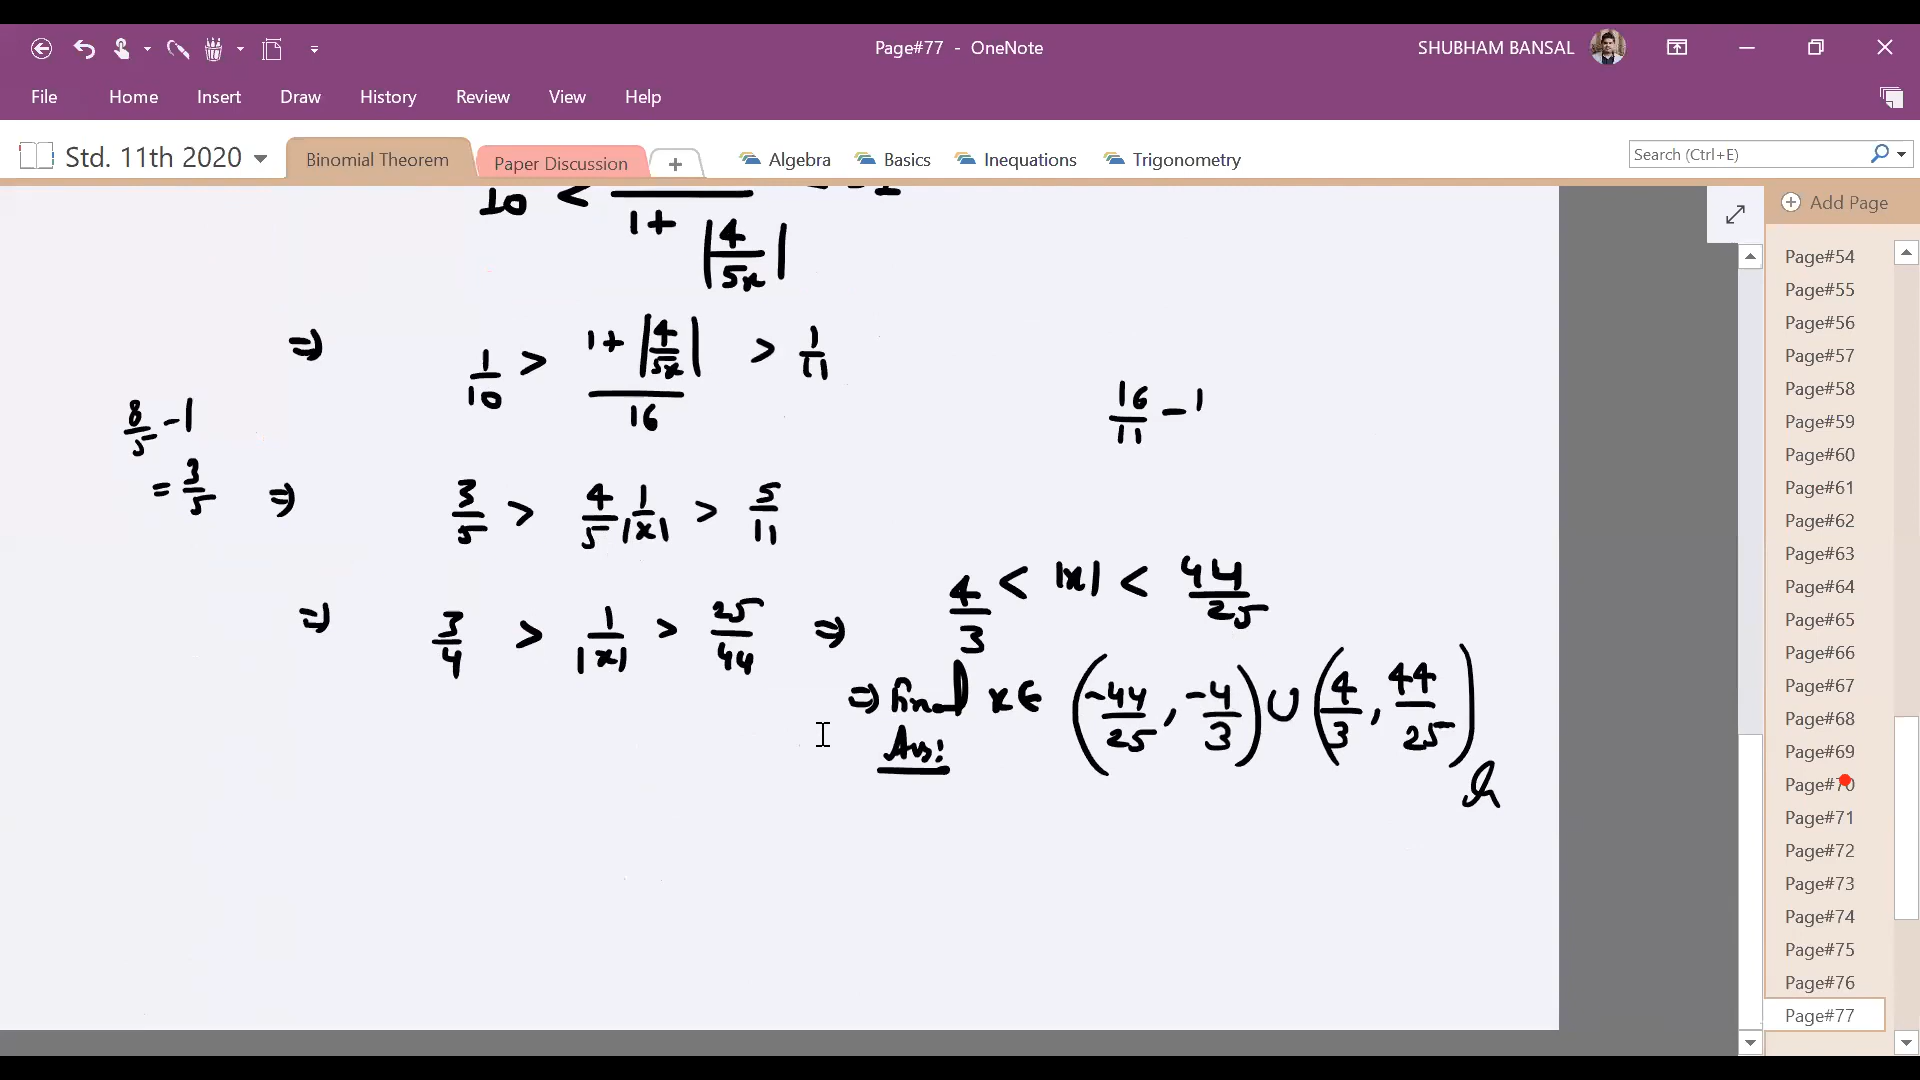 Page#77 - OneNote
SHUBHAM BANSAL
File Home Insert Draw History Review View Help
Std. 11th 2020
Binomial Theorem
Paper Discussion
+
Algebra
Basics
Inequations
Trigonometry
Search (Ctrl+E)
Add Page
Page#54
Page#55
Page#56
Page#57
Page#58
Page#59
Page#60
Page#61
Page#62
Page#63
Page#64
Page#65
Page#66
Page#67
Page#68
Page#69
Page#70
Page#71
Page#72
Page#73
Page#74
Page#75
Page#76
Page#77
10 < 1 + |4/5x|
⇒ 1/10 > (1 + |4/5x|)/16 > 1/11
8/5 - 1
= 3/5
16/11 - 1
⇒ 3/5 > 4/5 1/|x| > 5/11
⇒ 3/4 > 1/|x| > 25/44 ⇒ 4/3 < |x| < 44/25
⇒ Final x ∈ (-44/25, -4/3) ∪ (4/3, 44/25)
Ans: